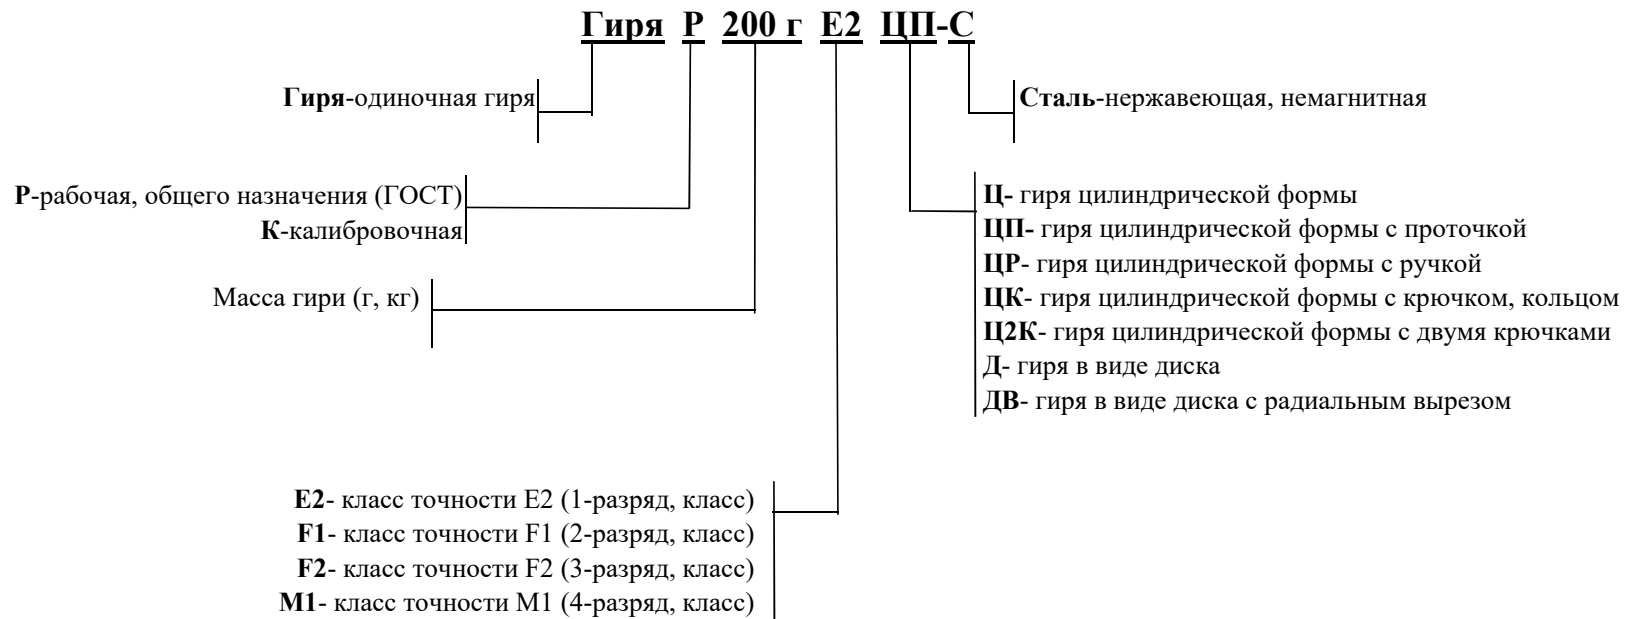 Гиря Р 200 г Е2 ЦП-С
Гиря-одиночная гиря
Сталь-нержавеющая, немагнитная
Р-рабочая, общего назначения (ГОСТ)
К-калибровочная
Масса гири (г, кг)
Ц- гиря цилиндрической формы
ЦП- гиря цилиндрической формы с проточкой
ЦР- гиря цилиндрической формы с ручкой
ЦК- гиря цилиндрической формы с крючком, кольцом
Ц2К- гиря цилиндрической формы с двумя крючками
Д- гиря в виде диска
ДВ- гиря в виде диска с радиальным вырезом
Е2- класс точности Е2 (1-разряд, класс)
F1- класс точности F1 (2-разряд, класс)
F2- класс точности F2 (3-разряд, класс)
М1- класс точности М1 (4-разряд, класс)